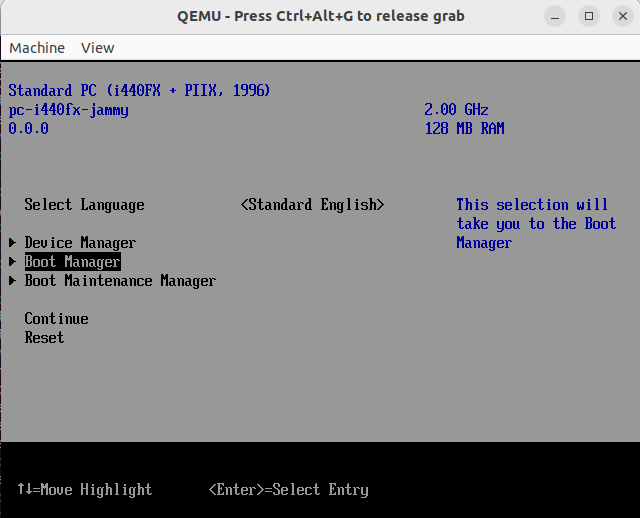 QEMU - Press Ctrl+Alt+G to release grab
Machine View
Standard PC (i440FX + PIIX, 1996)
pc-i440fx-jammy 2.00 GHz
0.0.0 128 MB RAM
Select Language <Standard English> This selection will
take you to the Boot
Device Manager Manager
Boot Manager
Boot Maintenance Manager
Continue
Reset
↑↓=Move Highlight <Enter>=Select Entry